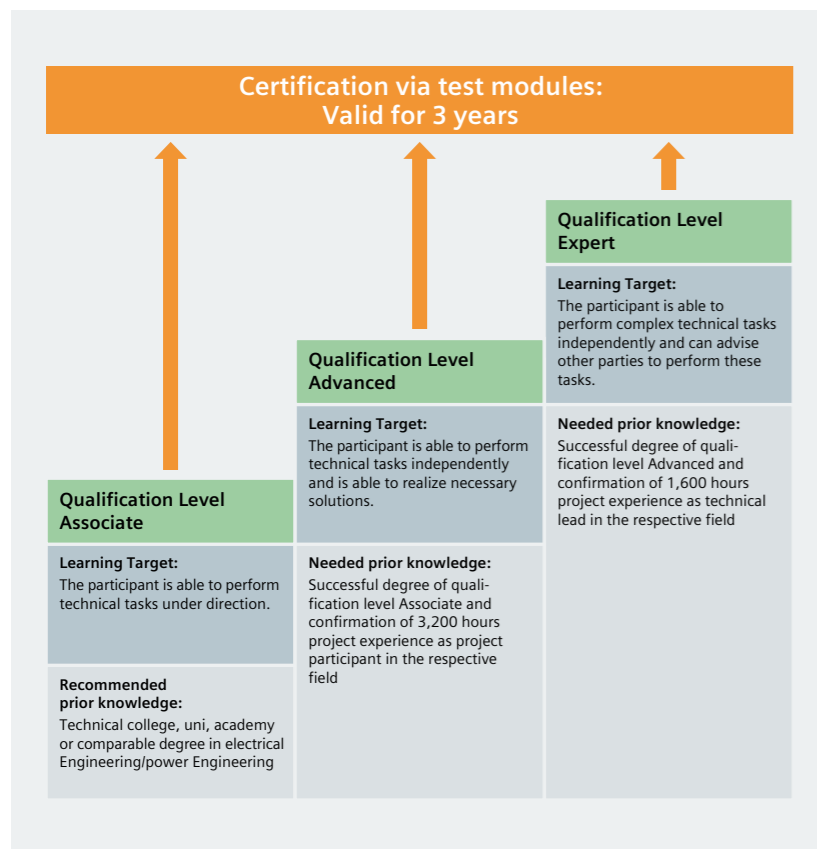 Certification via test modules:
Valid for 3 years
Qualification Level
Associate
Learning Target:
The participant is able to perform
technical tasks under direction.
Recommended
prior knowledge:
Technical college, uni, academy
or comparable degree in electrical
Engineering/power Engineering
Qualification Level
Advanced
Learning Target:
The participant is able to perform
technical tasks independently
and is able to realize necessary
solutions.
Needed prior knowledge:
Successful degree of quali-
fication level Associate and
confirmation of 3,200 hours
project experience as project
participant in the respective
field
Qualification Level
Expert
Learning Target:
The participant is able to
perform complex technical tasks
independently and can advise
other parties to perform these
tasks.
Needed prior knowledge:
Successful degree of quali-
fication level Advanced and
confirmation of 1,600 hours
project experience as technical
lead in the respective field